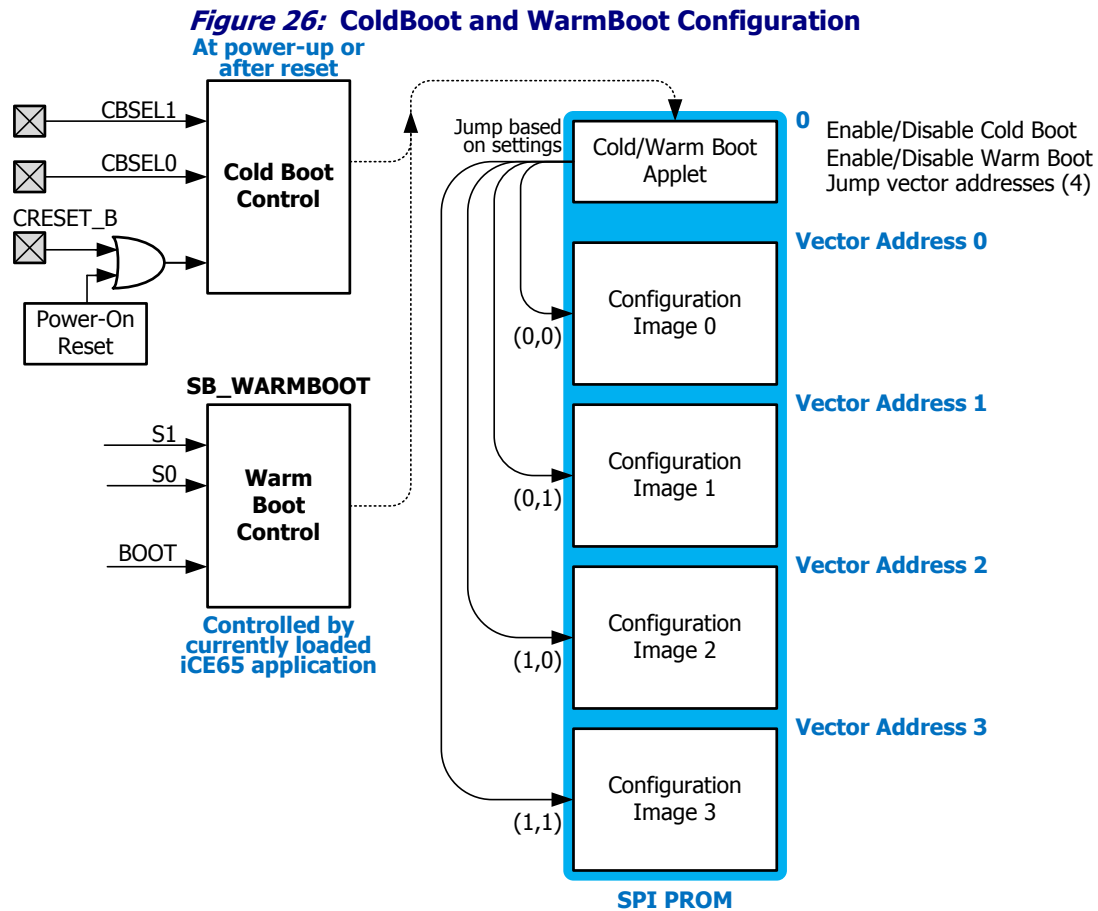 Figure 26: ColdBoot and WarmBoot Configuration
At power-up or
after reset
CBSEL1
CBSEL0
CRESET_B
Power-On
Reset
Cold Boot
Control
SB_WARMBOOT
S1
S0
BOOT
Warm
Boot
Control
Controlled by
currently loaded
iCE65 application
Jump based
on settings
Cold/Warm Boot
Applet
0
Enable/Disable Cold Boot
Enable/Disable Warm Boot
Jump vector addresses (4)
Vector Address 0
Configuration
Image 0
(0,0)
Vector Address 1
Configuration
Image 1
(0,1)
Vector Address 2
Configuration
Image 2
(1,0)
Vector Address 3
Configuration
Image 3
(1,1)
SPI PROM